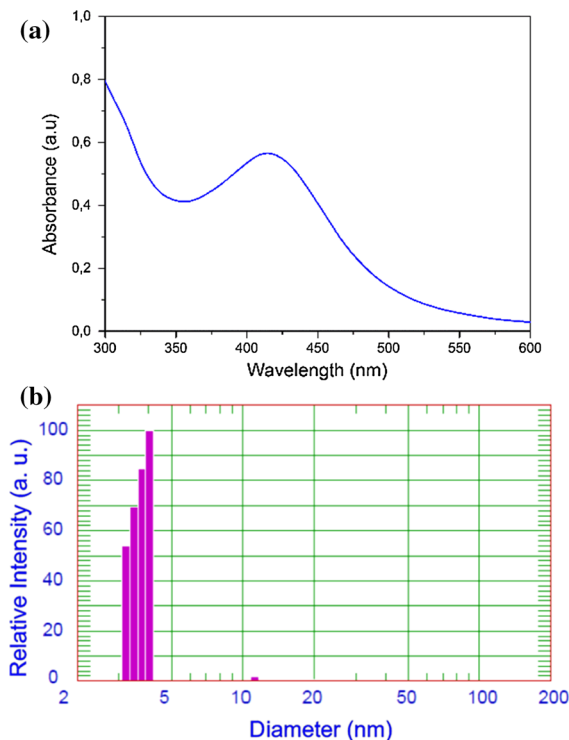 (a)
1,0
0,8
0,6
0,4
0,2
0,0
Absorbance (a.u)
300 350 400 450 500 550 600
Wavelength (nm)
(b)
100
80
60
40
20
0
Relative Intensity (a. u.)
2 5 10 20 50 100 200
Diameter (nm)